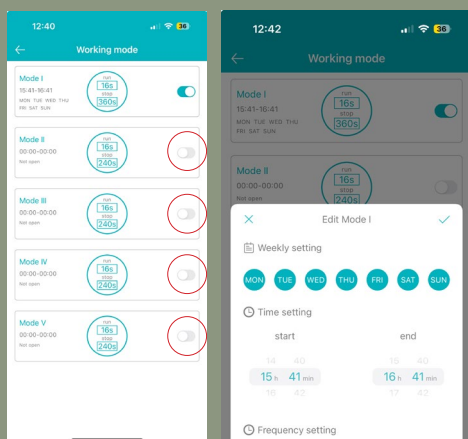 12:40
36
Working mode
Mode I
15:41-16:41
MON TUE WED THU
FRI SAT SUN
run
16s
stop
360s
Mode II
00:00-00:00
Not open
run
16s
stop
240s
Mode III
00:00-00:00
Not open
run
16s
stop
240s
Mode IV
00:00-00:00
Not open
run
16s
stop
240s
Mode V
00:00-00:00
Not open
run
16s
stop
240s
12:42
36
Working mode
Mode I
15:41-16:41
MON TUE WED THU
FRI SAT SUN
run
16s
stop
360s
Mode II
00:00-00:00
Not open
run
16s
stop
240s
Edit Mode I
Weekly setting
MON TUE WED THU FRI SAT SUN
Time setting
start end
14 40 15 40
15 h 41 min 16 h 41 min
16 42 17 42
Frequency setting